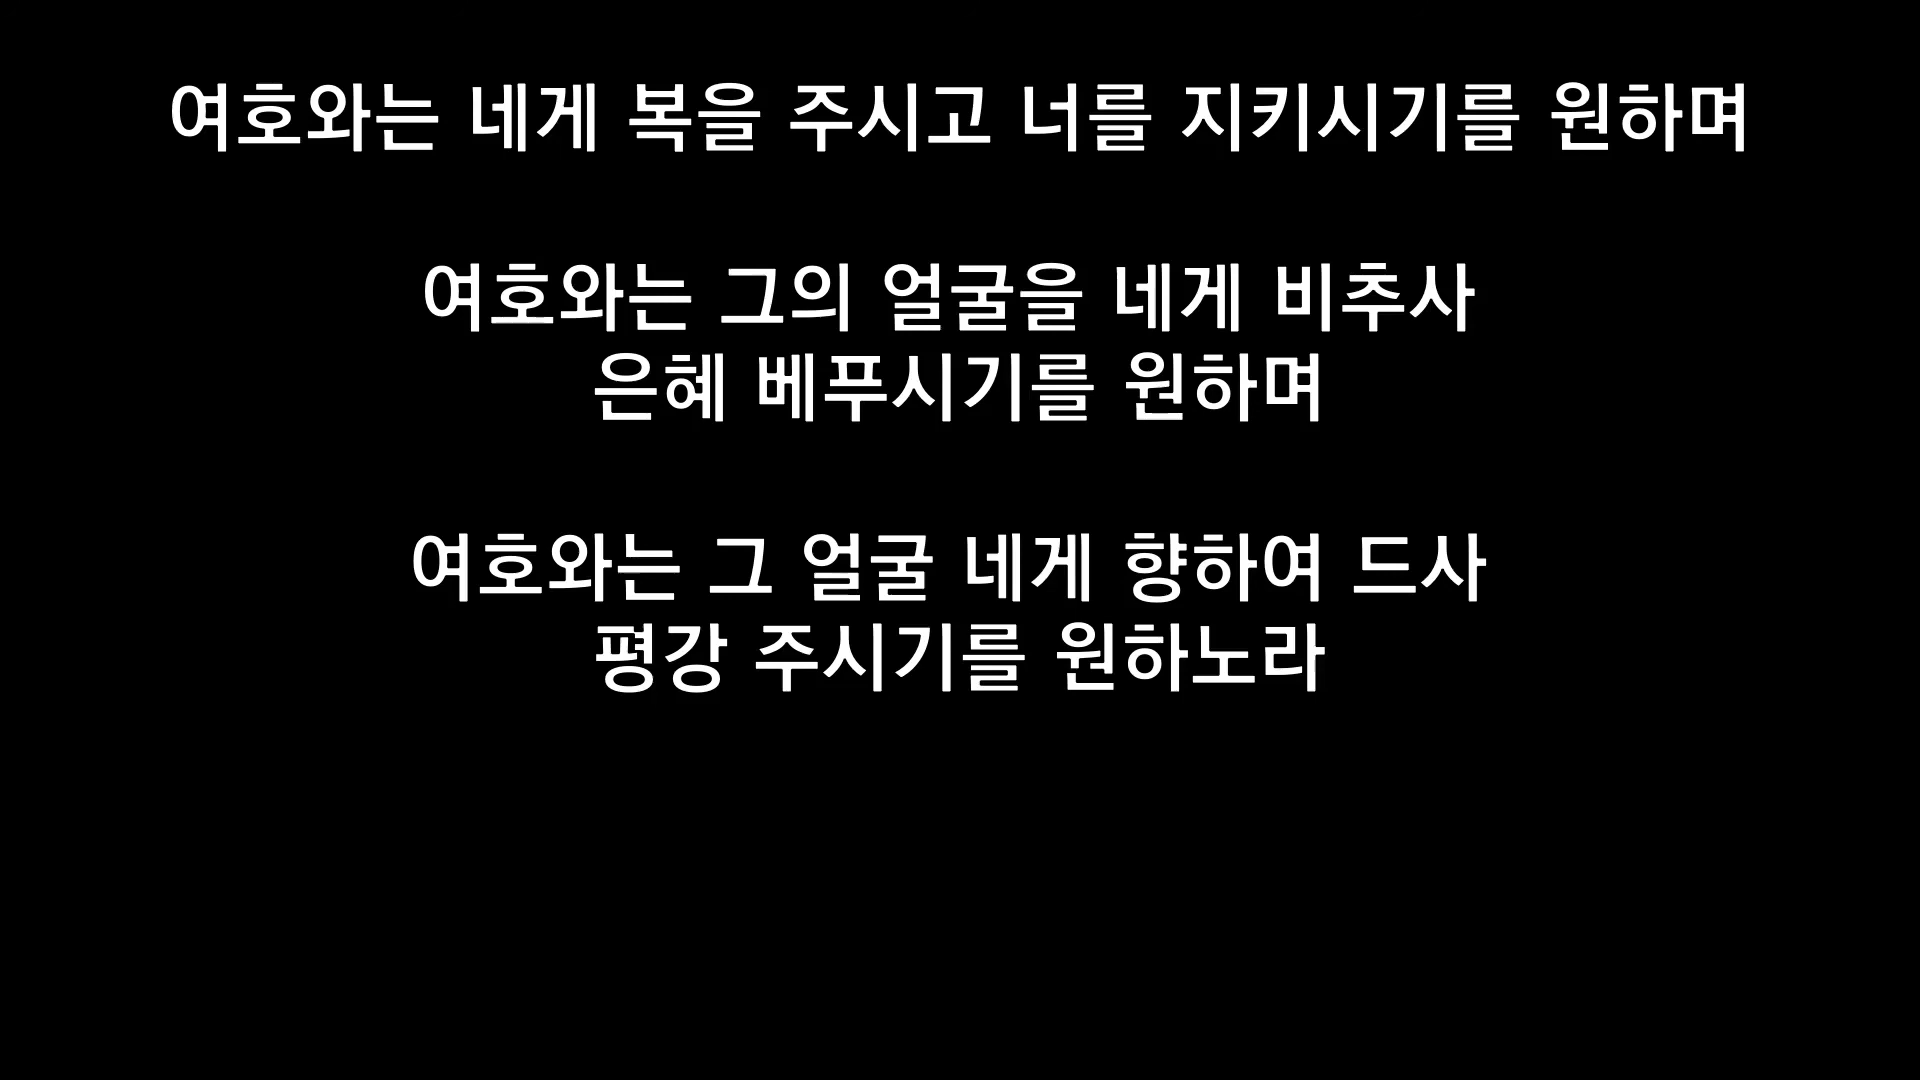 여호와는 네게 복을 주시고 너를 지키시기를 원하며
여호와는 그의 얼굴을 네게 비추사
은혜 베푸시기를 원하며
여호와는 그 얼굴 네게 향하여 드사
평강 주시기를 원하노라